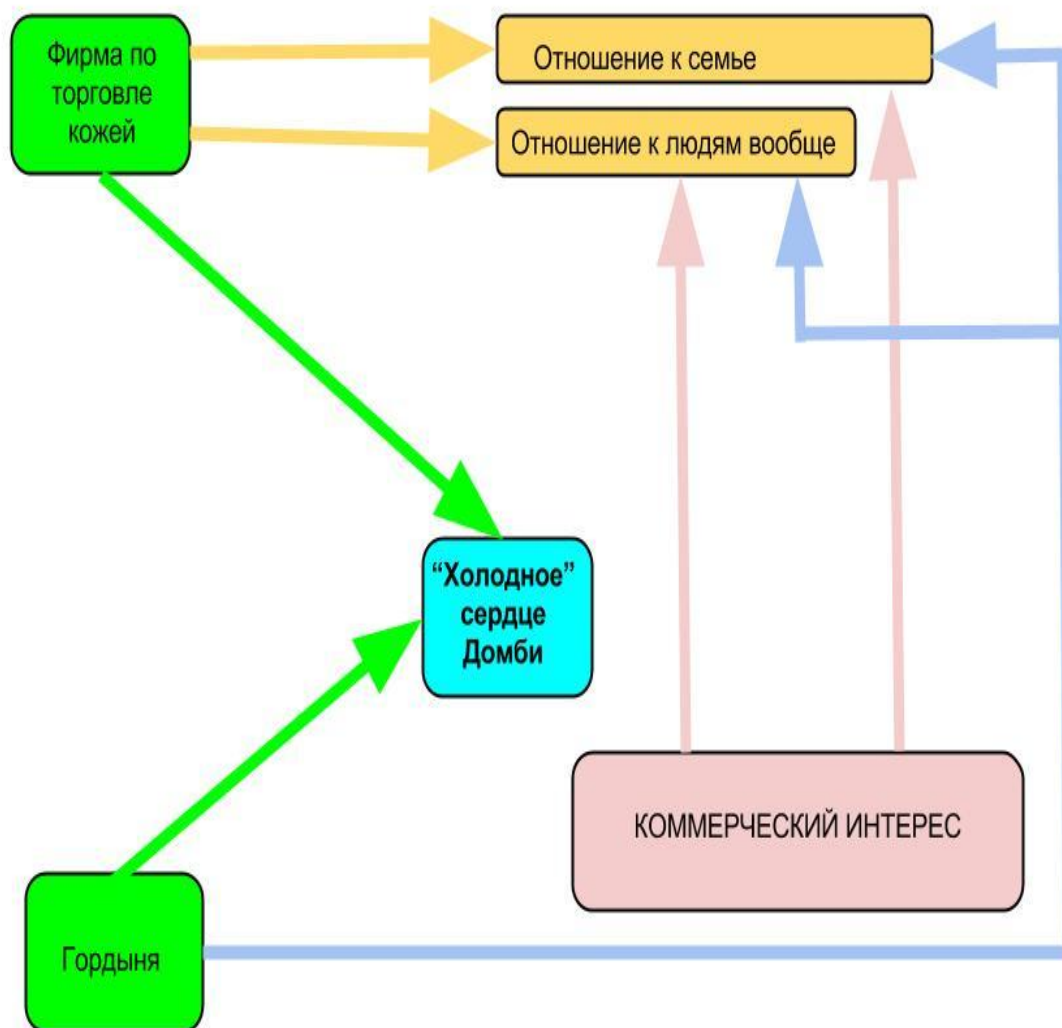 Фирма по
торговле
кожей
Отношение к семье
Отношение к людям вообще
“Холодное”
сердце
Домби
КОММЕРЧЕСКИЙ ИНТЕРЕС
Гордыня